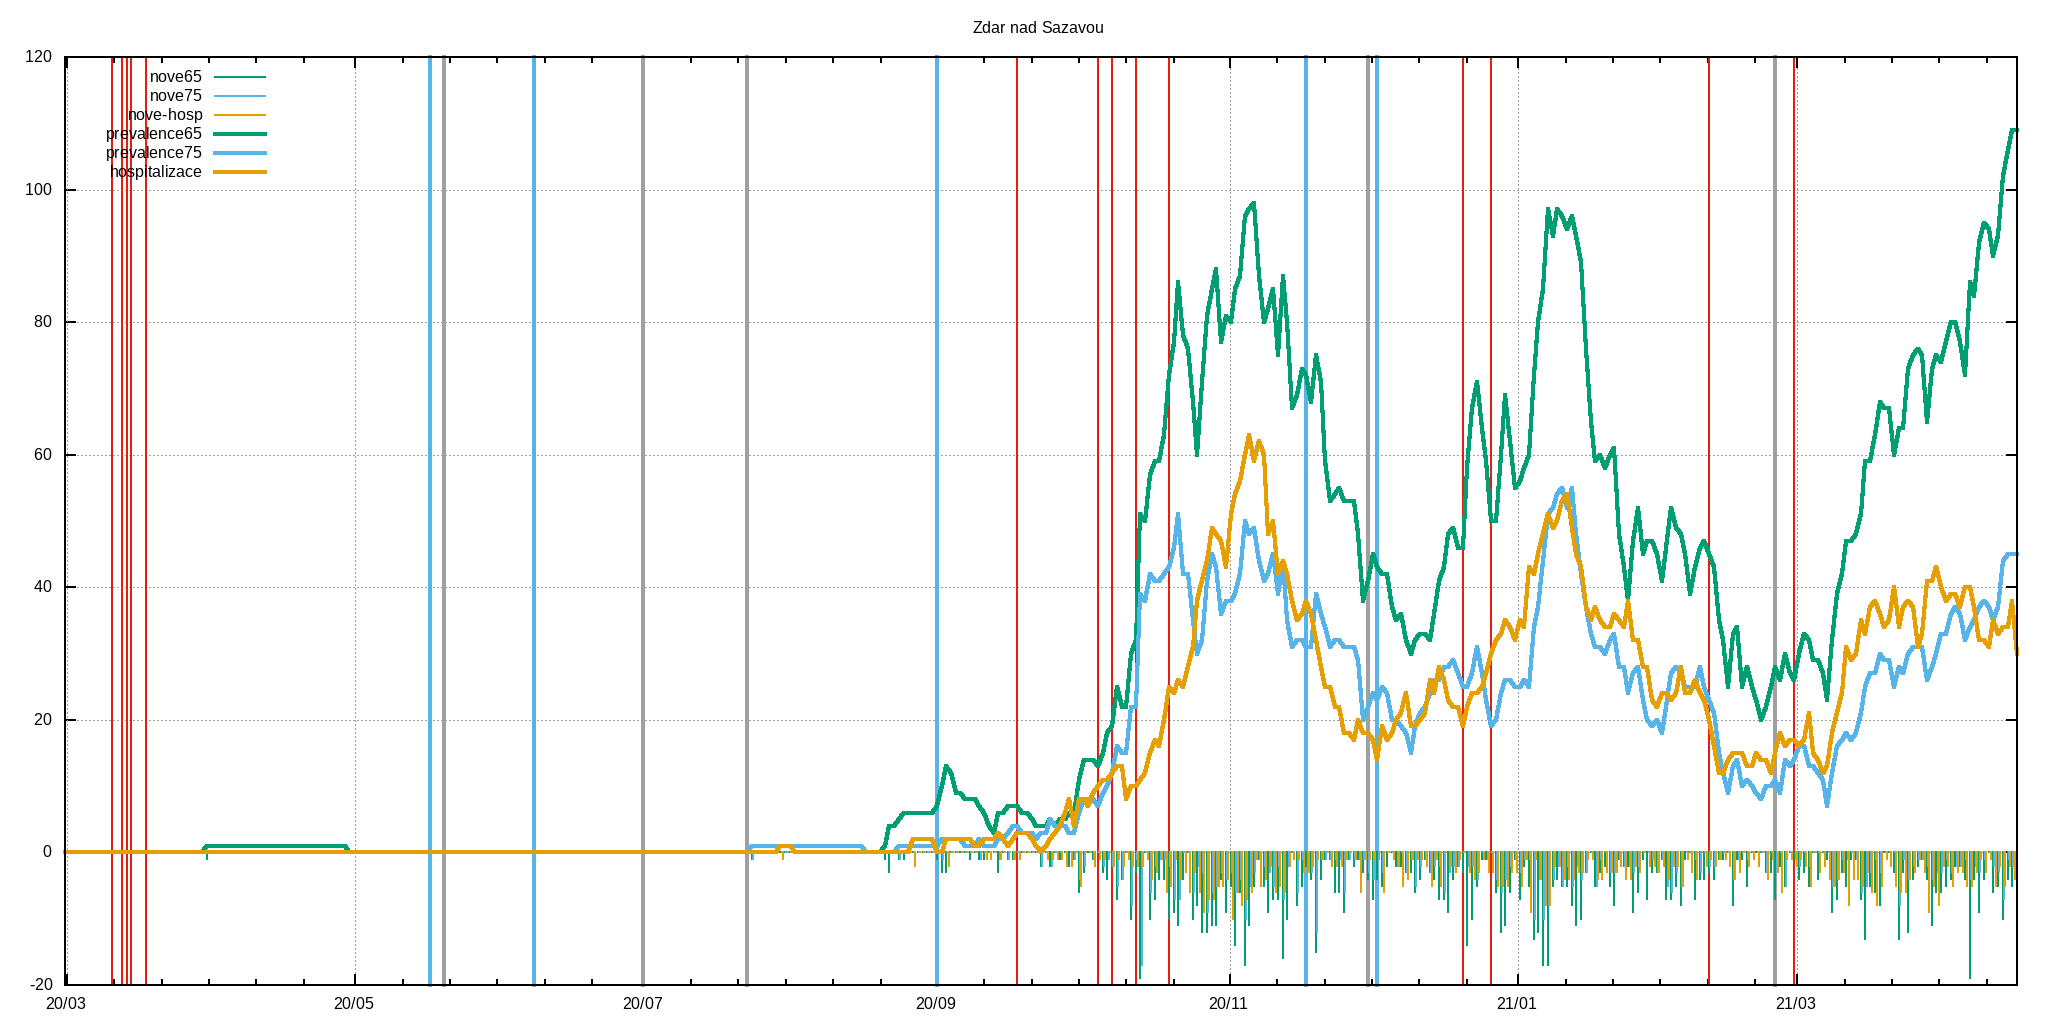 Zdar nad Sazavou
120
100
80
60
40
20
0
-20
nove65
nove75
nove-hosp
prevalence65
prevalence75
hospitalizace
20/03 20/05 20/07 20/09 20/11 21/01 21/03